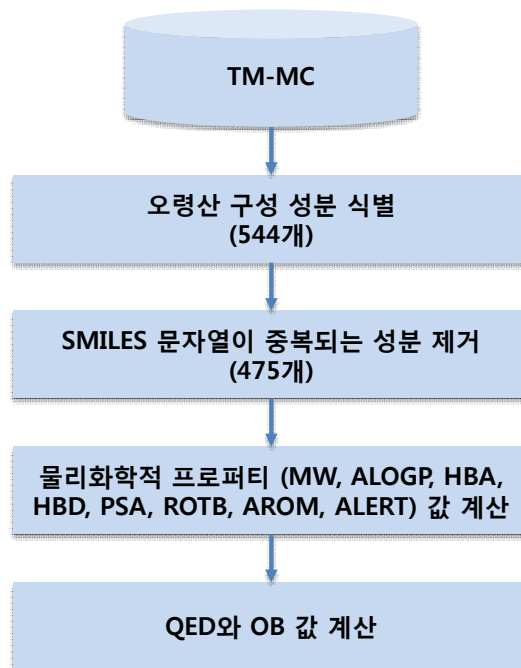 TM-MC
오령산 구성 성분 식별
(544개)
SMILES 문자열이 중복되는 성분 제거
(475개)
물리화학적 프로퍼티 (MW, ALOGP, HBA,
HBD, PSA, ROTB, AROM, ALERT) 값 계산
QED와 OB 값 계산